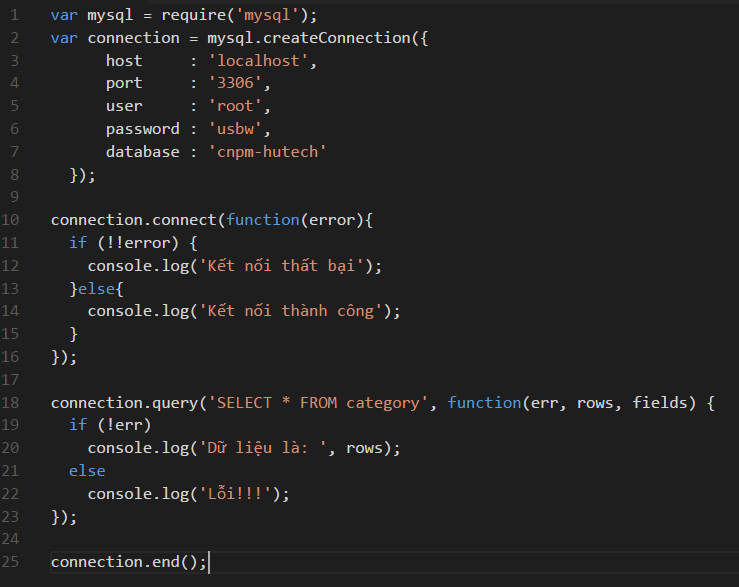 1 var mysql = require('mysql');
2 var connection = mysql.createConnection({
3 host : 'localhost',
4 port : '3306',
5 user : 'root',
6 password : 'usbw',
7 database : 'cnpm-hutech'
8 });
9
10 connection.connect(function(error){
11 if (!!error) {
12 console.log('Kết nối thất bại');
13 }else{
14 console.log('Kết nối thành công');
15 }
16 });
17
18 connection.query('SELECT * FROM category', function(err, rows, fields) {
19 if (!err)
20 console.log('Dữ liệu là: ', rows);
21 else
22 console.log('Lỗi!!!');
23 });
24
25 connection.end();